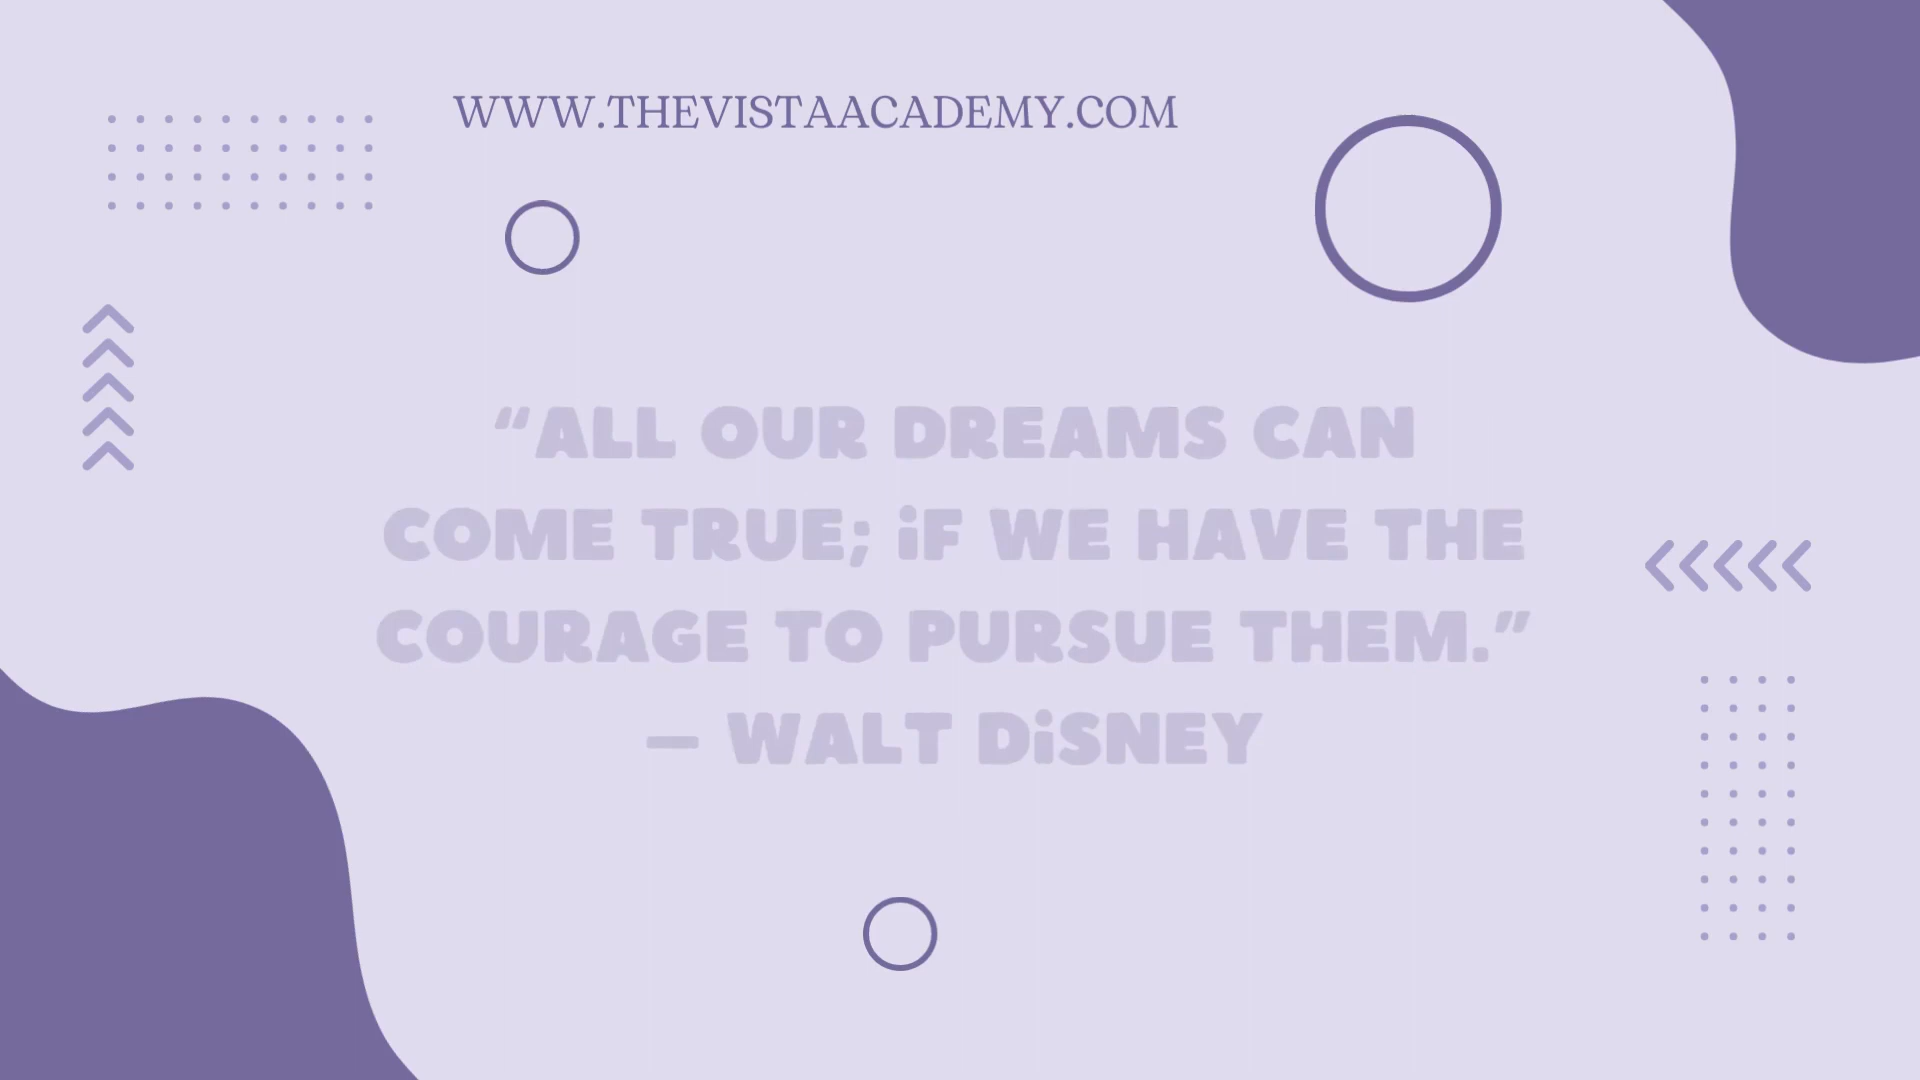 WWW.THEVISTAACADEMY.COM
“ALL OUR DREAMS CAN
COME TRUE; iF WE HAVE THE
COURAGE TO PURSUE THEM.”
– WALT DiSNEY